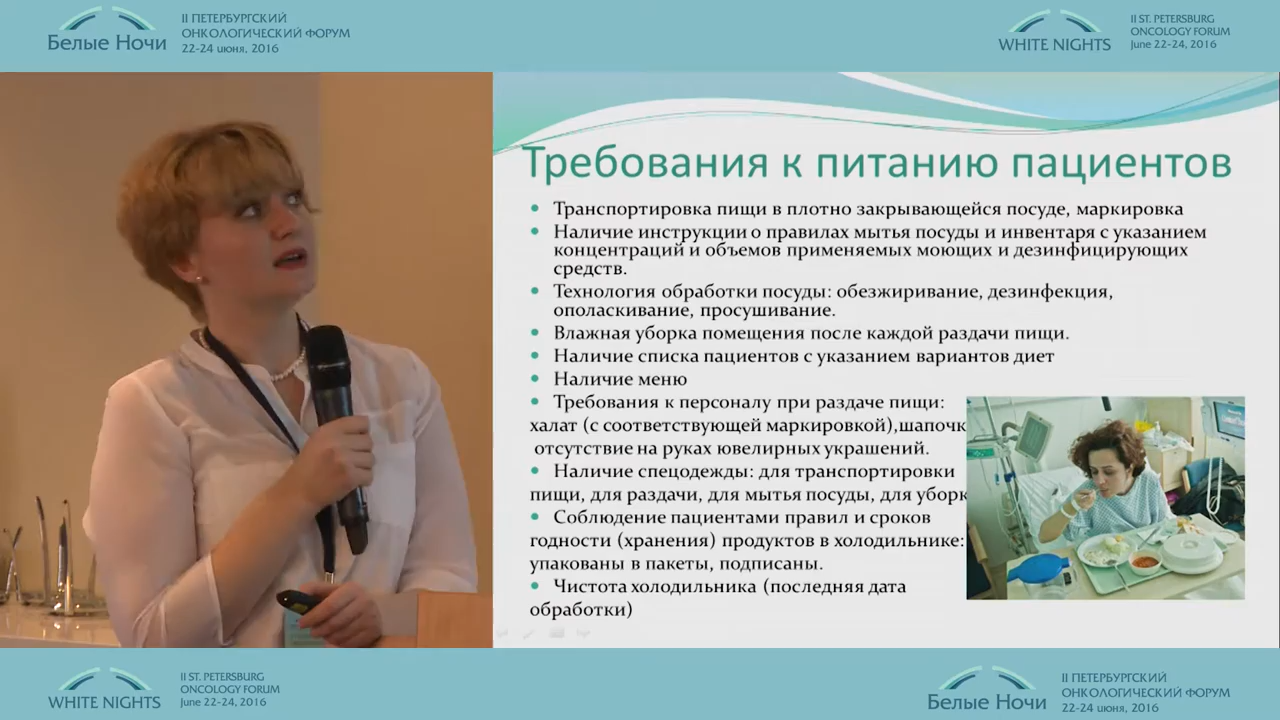 Белые Ночи
II ПЕТЕРБУРГСКИЙ
ОНКОЛОГИЧЕСКИЙ ФОРУМ
22-24 июня, 2016
WHITE NIGHTS
II ST. PETERSBURG
ONCOLOGY FORUM
June 22-24, 2016
Требования к питанию пациентов
• Транспортировка пищи в плотно закрывающейся посуде, маркировка
• Наличие инструкции о правилах мытья посуды и инвентаря с указанием
концентраций и объемов применяемых моющих и дезинфицирующих
средств.
• Технология обработки посуды: обезжиривание, дезинфекция,
ополаскивание, просушивание.
• Влажная уборка помещения после каждой раздачи пищи.
• Наличие списка пациентов с указанием вариантов диет
• Наличие меню
• Требования к персоналу при раздаче пищи:
халат (с соответствующей маркировкой),шапочк
отсутствие на руках ювелирных украшений.
• Наличие спецодежды: для транспортировки
пищи, для раздачи, для мытья посуды, для уборк
• Соблюдение пациентами правил и сроков
годности (хранения) продуктов в холодильнике:
упакованы в пакеты, подписаны.
• Чистота холодильника (последняя дата
обработки)
WHITE NIGHTS
II ST. PETERSBURG
ONCOLOGY FORUM
June 22-24, 2016
Белые Ночи
II ПЕТЕРБУРГСКИЙ
ОНКОЛОГИЧЕСКИЙ ФОРУМ
22-24 июня, 2016